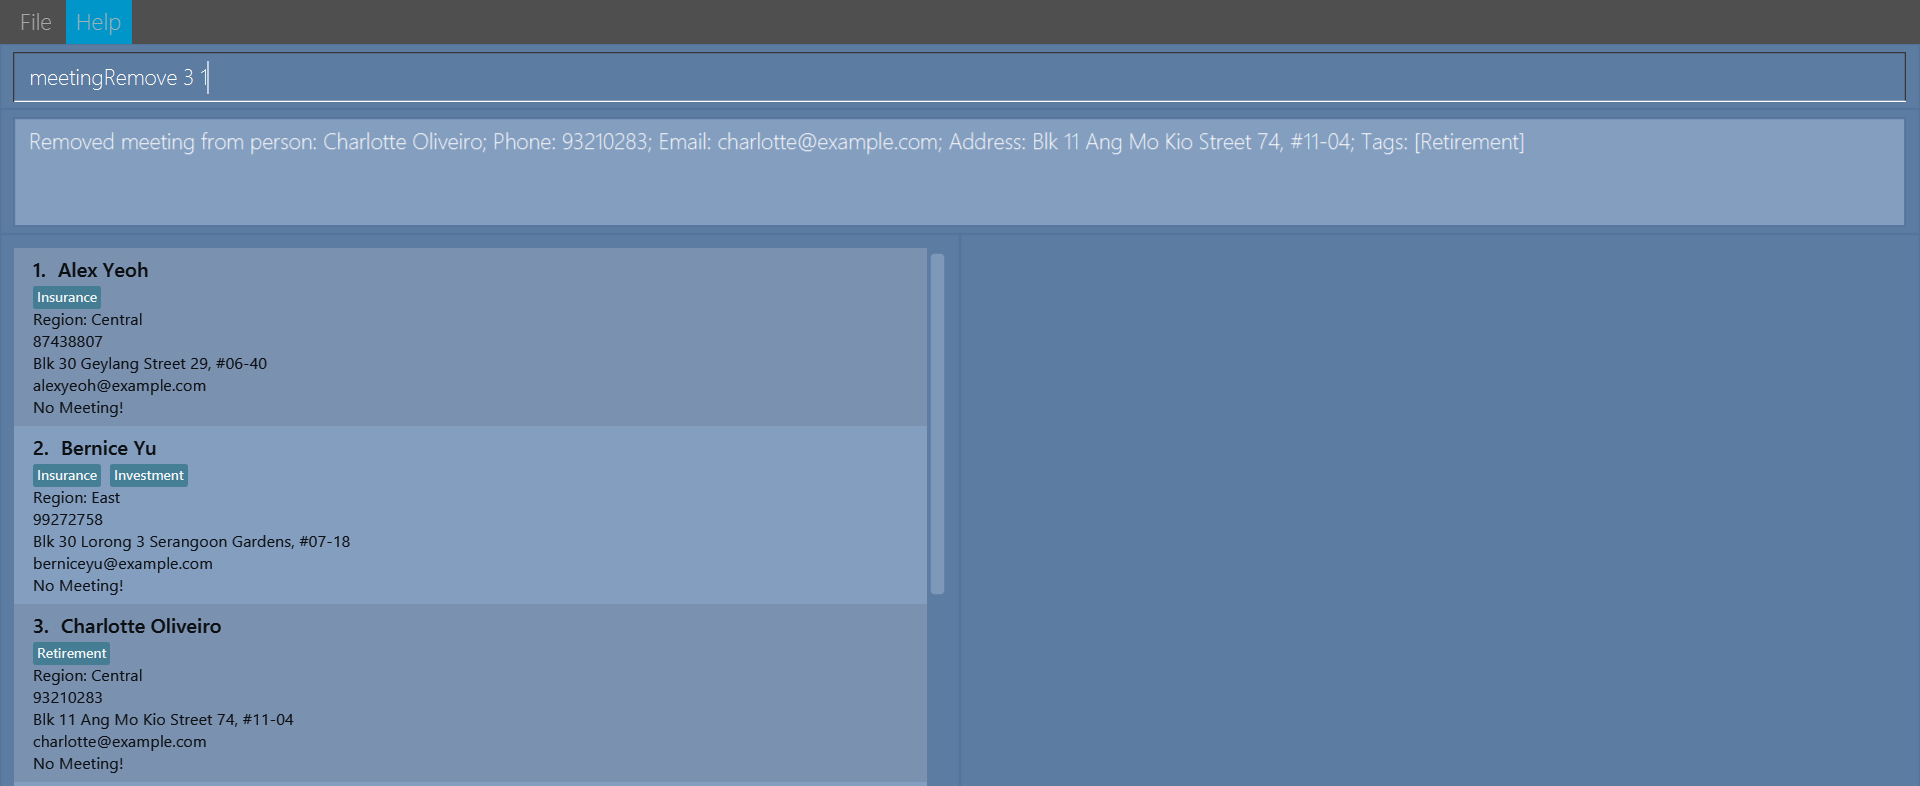 File Help
meetingRemove 3 1
Removed meeting from person: Charlotte Oliveiro; Phone: 93210283; Email: charlotte@example.com; Address: Blk 11 Ang Mo Kio Street 74, #11-04; Tags: [Retirement]
1. Alex Yeoh
Insurance
Region: Central
87438807
Blk 30 Geylang Street 29, #06-40
alexyeoh@example.com
No Meeting!
2. Bernice Yu
Insurance Investment
Region: East
99272758
Blk 30 Lorong 3 Serangoon Gardens, #07-18
berniceyu@example.com
No Meeting!
3. Charlotte Oliveiro
Retirement
Region: Central
93210283
Blk 11 Ang Mo Kio Street 74, #11-04
charlotte@example.com
No Meeting!